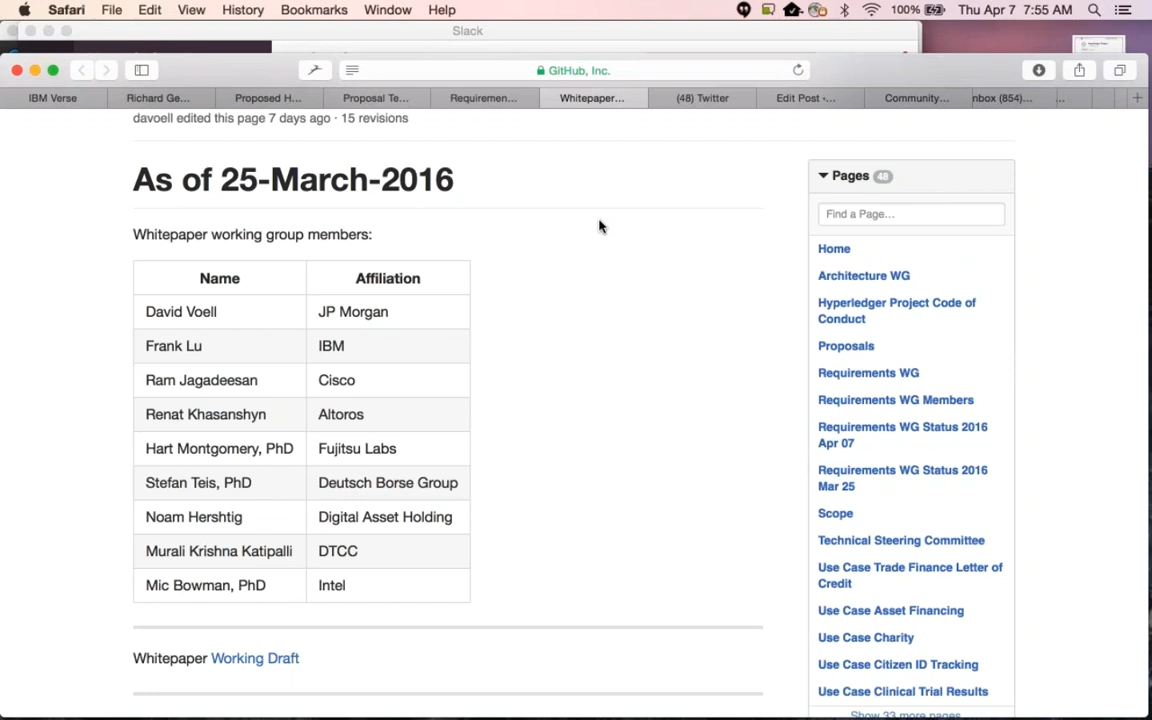 Safari File Edit View History Bookmarks Window Help 100% Thu Apr 7 7:55 AM
Slack
GitHub, Inc.
IBM Verse Richard Ge... Proposed H... Proposal Te... Requiremen... Whitepaper... (48) Twitter Edit Post ‹... Community... nbox (854)... ...
davoell edited this page 7 days ago · 15 revisions
As of 25-March-2016
Whitepaper working group members:
Name Affiliation
David Voell JP Morgan
Frank Lu IBM
Ram Jagadeesan Cisco
Renat Khasanshyn Altoros
Hart Montgomery, PhD Fujitsu Labs
Stefan Teis, PhD Deutsch Borse Group
Noam Hershtig Digital Asset Holding
Murali Krishna Katipalli DTCC
Mic Bowman, PhD Intel
Whitepaper Working Draft
Pages 48
Find a Page...
Home
Architecture WG
Hyperledger Project Code of
Conduct
Proposals
Requirements WG
Requirements WG Members
Requirements WG Status 2016
Apr 07
Requirements WG Status 2016
Mar 25
Scope
Technical Steering Committee
Use Case Trade Finance Letter of
Credit
Use Case Asset Financing
Use Case Charity
Use Case Citizen ID Tracking
Use Case Clinical Trial Results
Show 33 more pages